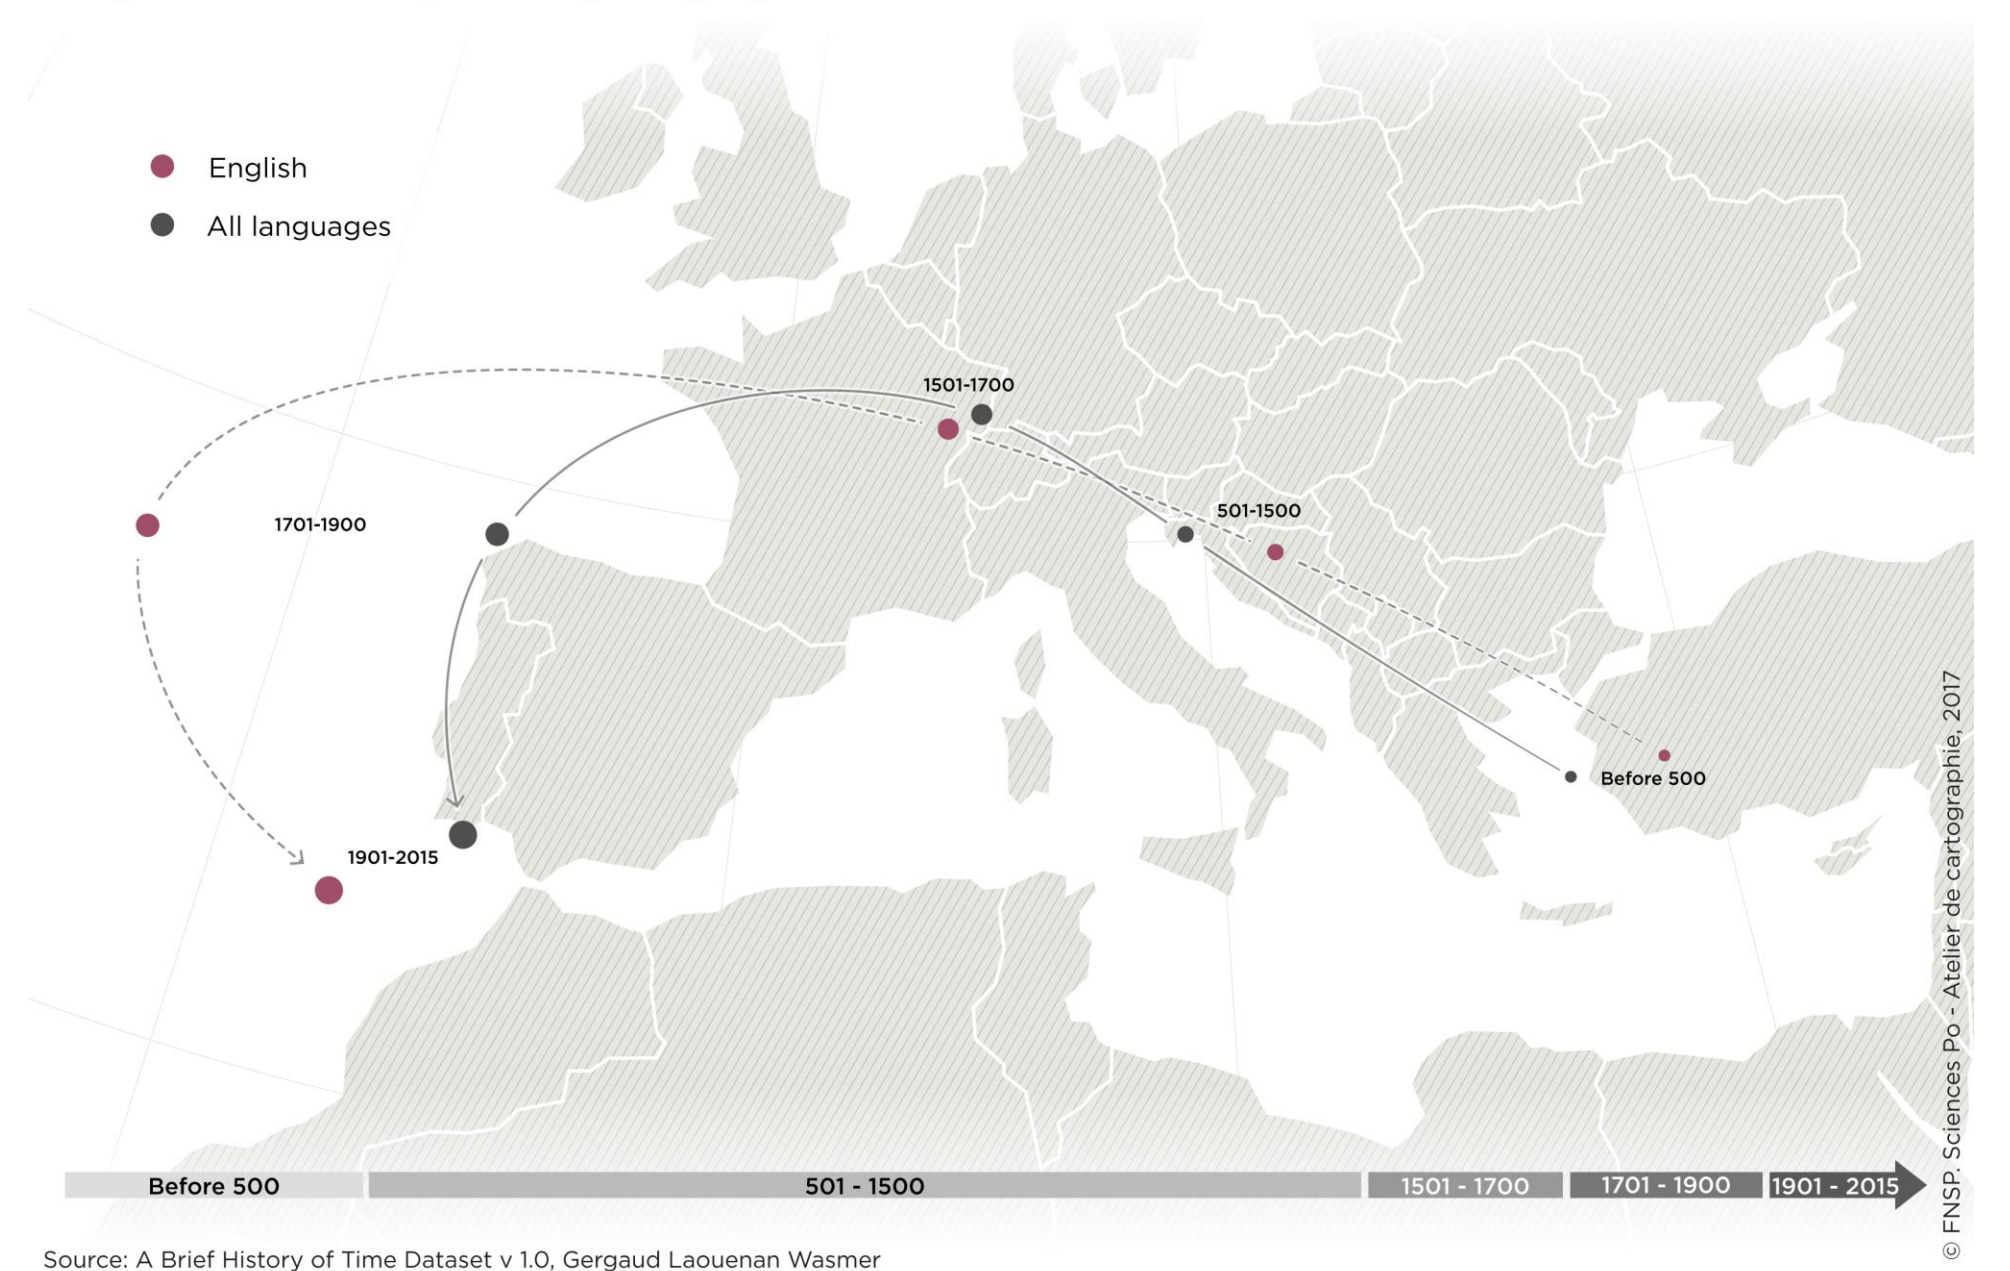 English
All languages
1501-1700
501-1500
1701-1900
Before 500
1901-2015
Before 500
501 - 1500
1501 - 1700
1701 - 1900
1901 - 2015
Source: A Brief History of Time Dataset v 1.0, Gergaud Laouenan Wasmer
© FNSP. Sciences Po - Atelier de cartographie, 2017